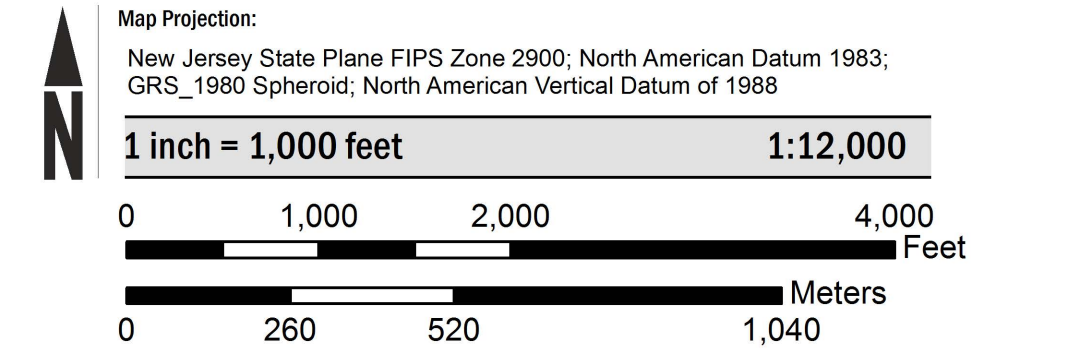 Map Projection:
New Jersey State Plane FIPS Zone 2900; North American Datum 1983;
GRS_1980 Spheroid; North American Vertical Datum of 1988
N
1 inch = 1,000 feet 1:12,000
0 1,000 2,000 4,000
Feet
Meters
0 260 520 1,040